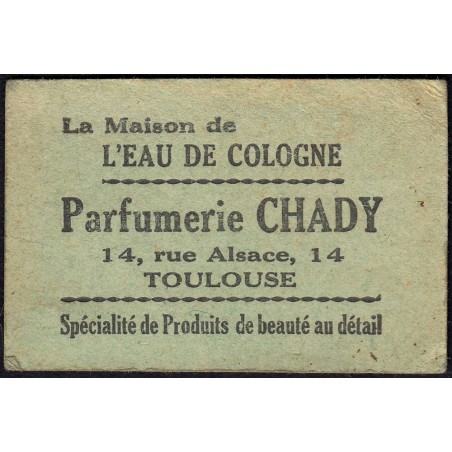 La Maison de
L'EAU DE COLOGNE
Parfumerie CHADY
14, rue Alsace, 14
TOULOUSE
Spécialité de Produits de beauté au détail